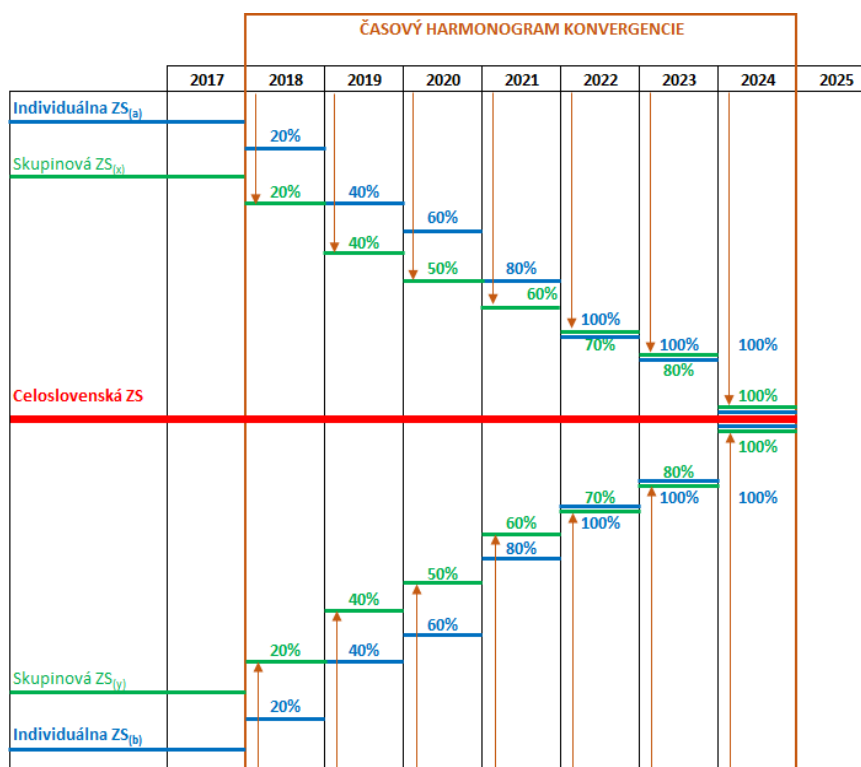 ČASOVÝ HARMONOGRAM KONVERGENCIE
2017 2018 2019 2020 2021 2022 2023 2024 2025
Individuálna ZS(a)
20%
Skupinová ZS(x)
20% 40%
60%
40%
50% 80%
60%
100%
70%
100% 100%
80%
Celoslovenská ZS
100%
100%
80%
70% 100% 100%
60% 100%
80%
50%
40%
60%
20% 40%
Skupinová ZS(y)
20%
Individuálna ZS(b)